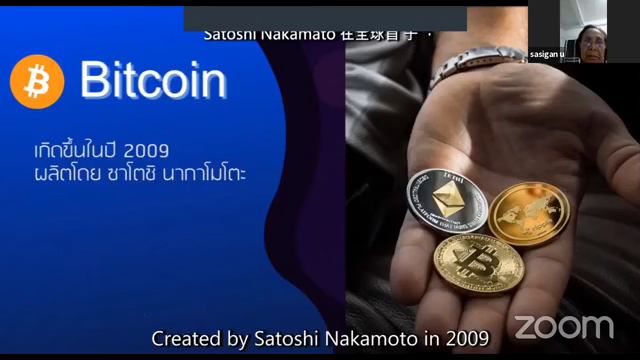 Satoshi Nakamato 在全球首
sasigan u
Bitcoin
เกิดขึ้นในปี 2009
ผลิตโดย ซาโตชิ นากาโมโตะ
Created by Satoshi Nakamoto in 2009
zoom